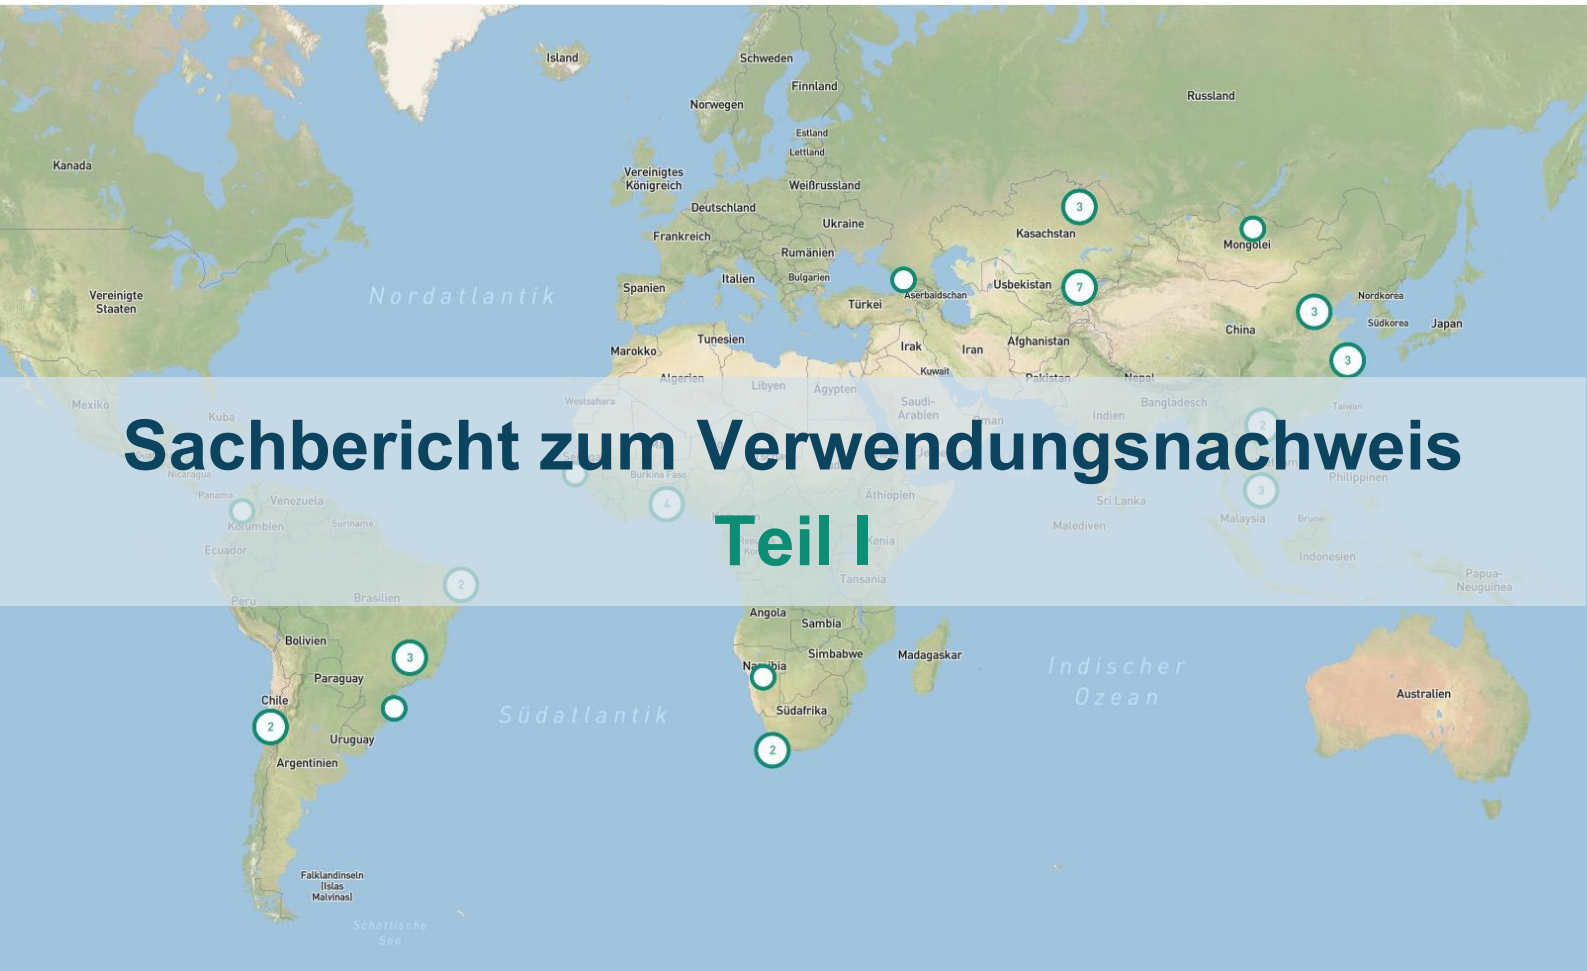 Island
Schweden
Finnland
Russland
Norwegen
Estland
Lettland
Kanada
Vereinigtes
Königreich
Weißrussland
Deutschland
3
Ukraine
Kasachstan
Frankreich
Mongolei
Rumänien
Italien
Bulgarien
Spanien
Usbekistan
7
Vereinigte
Staaten
Nordatlantik
Türkei
Aserbaidschan
Nordkorea
3
Südkorea
Japan
China
Tunesien
Marokko
Irak
Iran
Afghanistan
3
Kuwait
Algerien
Pakistan
Nepal
Libyen
Ägypten
Mexiko
Westsahara
Saudi-
Arabien
Bangladesch
Taiwan
Kuba
Indien
2
Sachbericht zum Verwendungsnachweis
Nicaragua
Burkina Faso
Philippinen
Panama
Venezuela
4
Äthiopien
Sri Lanka
3
Kolumbien
Suriname
Malediven
Malaysia
Brunei
Teil I
Kenia
Ecuador
Indonesien
Tansania
Papua-
Neuguinea
2
Peru
Brasilien
Angola
Sambia
Bolivien
Simbabwe
Madagaskar
3
Namibia
Indischer
Ozean
Paraguay
Australien
Chile
Südafrika
Südatlantik
2
Uruguay
2
Argentinien
Falklandinseln
(Islas
Malvinas)
Schottische
See